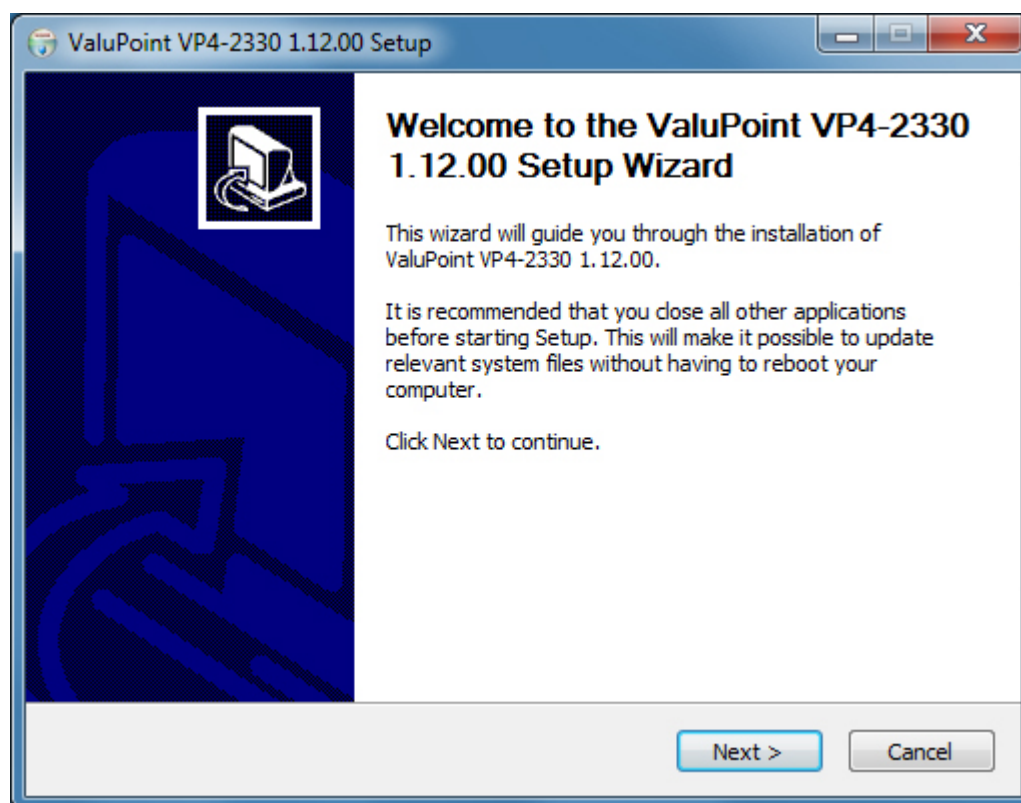 ValuPoint VP4-2330 1.12.00 Setup
Welcome to the ValuPoint VP4-2330
1.12.00 Setup Wizard
This wizard will guide you through the installation of
ValuPoint VP4-2330 1.12.00.
It is recommended that you close all other applications
before starting Setup. This will make it possible to update
relevant system files without having to reboot your
computer.
Click Next to continue.
Next >
Cancel